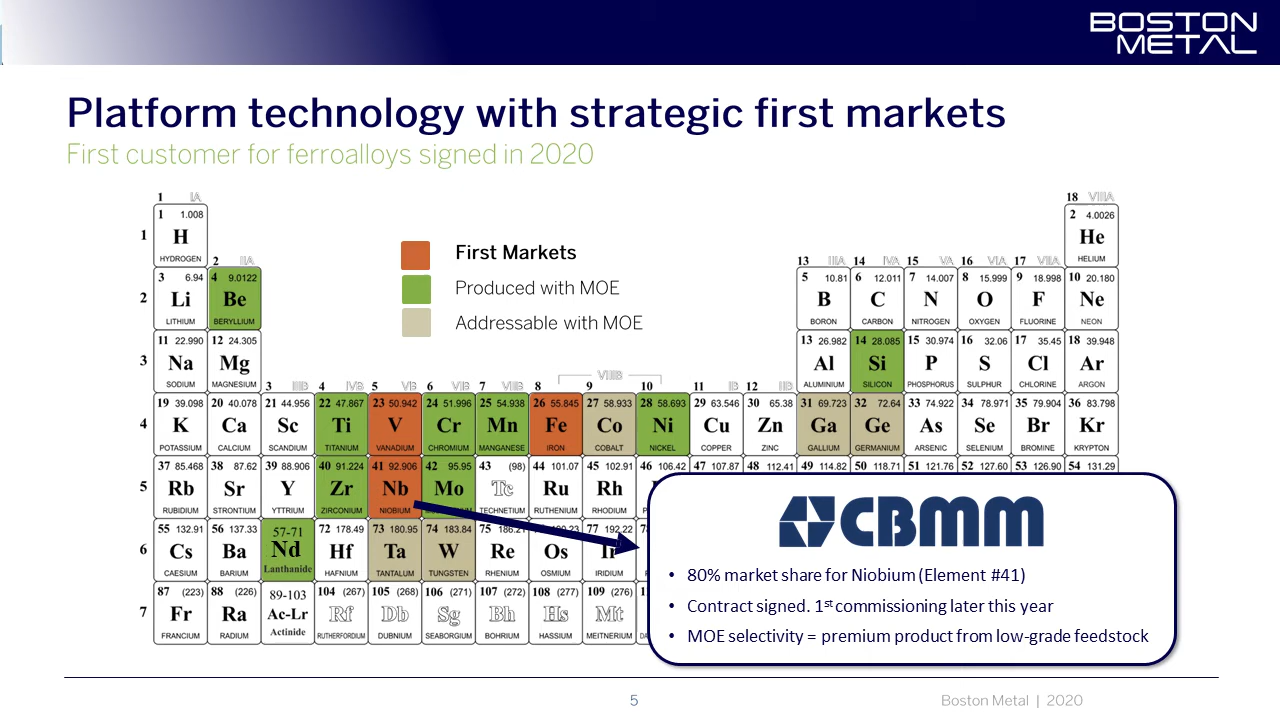 BOSTON
METAL
Platform technology with strategic first markets
First customer for ferroalloys signed in 2020
First Markets
Produced with MOE
Addressable with MOE
1 IA
18 VIIIA
1 1 1.008 H HYDROGEN
2 4.0026 He HELIUM
2 IIA
13 IIIA 14 IVA 15 VA 16 VIA 17 VIIA
2 3 6.94 Li LITHIUM
4 9.0122 Be BERYLLIUM
5 10.81 B BORON
6 12.011 C CARBON
7 14.007 N NITROGEN
8 15.999 O OXYGEN
9 18.998 F FLUORINE
10 20.180 Ne NEON
3 11 22.990 Na SODIUM
12 24.305 Mg MAGNESIUM
13 26.982 Al ALUMINIUM
14 28.085 Si SILICON
15 30.974 P PHOSPHORUS
16 32.06 S SULPHUR
17 35.45 Cl CHLORINE
18 39.948 Ar ARGON
3 IIIB 4 IVB 5 VB 6 VIB 7 VIIB 8 9 VIIIB 10 11 IB 12 IIB
4 19 39.098 K POTASSIUM
20 40.078 Ca CALCIUM
21 44.956 Sc SCANDIUM
22 47.867 Ti TITANIUM
23 50.942 V VANADIUM
24 51.996 Cr CHROMIUM
25 54.938 Mn MANGANESE
26 55.845 Fe IRON
27 58.933 Co COBALT
28 58.693 Ni NICKEL
29 63.546 Cu COPPER
30 65.38 Zn ZINC
31 69.723 Ga GALLIUM
32 72.64 Ge GERMANIUM
33 74.922 As ARSENIC
34 78.971 Se SELENIUM
35 79.904 Br BROMINE
36 83.798 Kr KRYPTON
5 37 85.468 Rb RUBIDIUM
38 87.62 Sr STRONTIUM
39 88.906 Y YTTRIUM
40 91.224 Zr ZIRCONIUM
41 92.906 Nb NIOBIUM
42 95.95 Mo
43 (98) Tc TECHNETIUM
44 101.07 Ru RUTHENIUM
45 102.91 Rh RHODIUM
46 106.42
47 107.87
48 112.41
49 114.82
50 118.71
51 121.76
52 127.60
53 126.90
54 131.29
6 55 132.91 Cs CAESIUM
56 137.33 Ba BARIUM
57-71 Nd Lanthanide
72 178.49 Hf HAFNIUM
73 180.95 Ta TANTALUM
74 183.84 W TUNGSTEN
75 186.21 Re RHENIUM
Os OSMIUM
77 192.22 Ir IRIDIUM
7 87 (223) Fr FRANCIUM
88 (226) Ra RADIUM
89-103 Ac-Lr Actinide
104 (267) Rf RUTHERFORDIUM
105 (268) Db DUBNIUM
106 (271) Sg SEABORGIUM
107 (272) Bh BOHRIUM
108 (277) Hs HASSIUM
109 (276) Mt MEITNERIUM
CBMM
• 80% market share for Niobium (Element #41)
• Contract signed. 1st commissioning later this year
• MOE selectivity = premium product from low-grade feedstock
5
Boston Metal | 2020